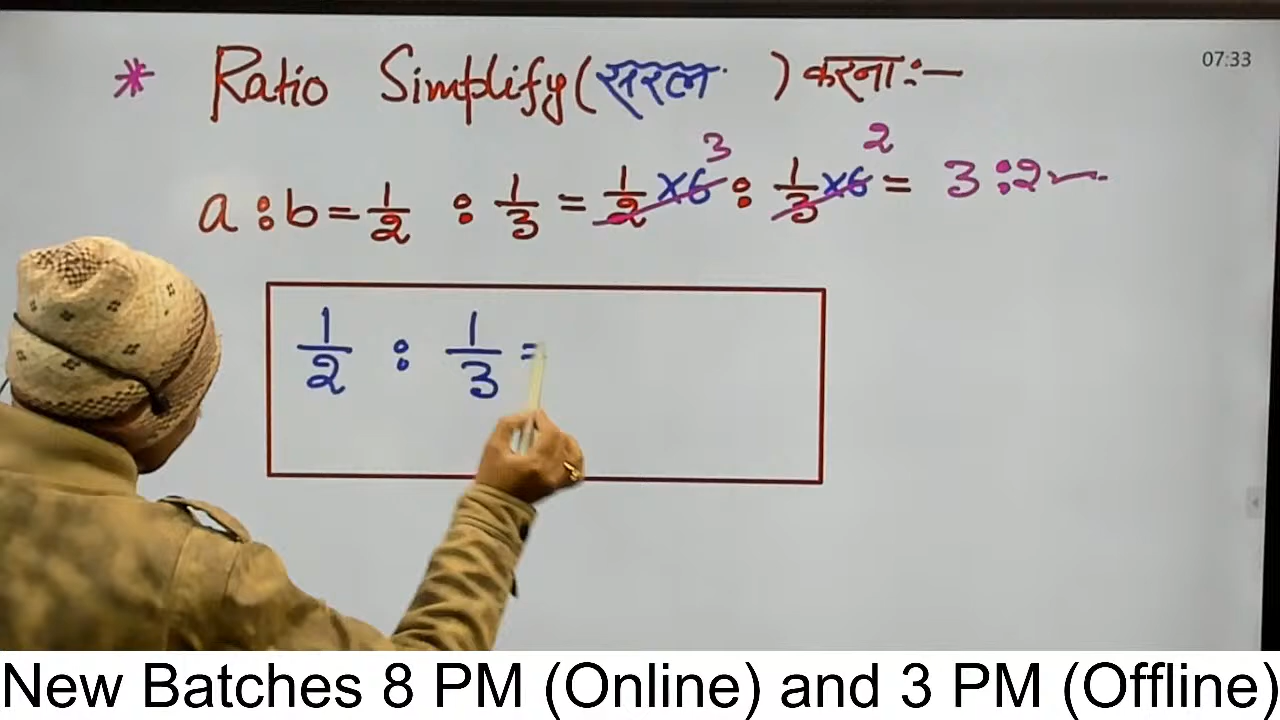 07:33
* Ratio Simplify (सरल ) करना:-
a : b = 1/2 : 1/3 = 1/2 ×6 3 : 1/3 ×6 2 = 3 : 2
1/2 : 1/3 =
New Batches 8 PM (Online) and 3 PM (Offline)